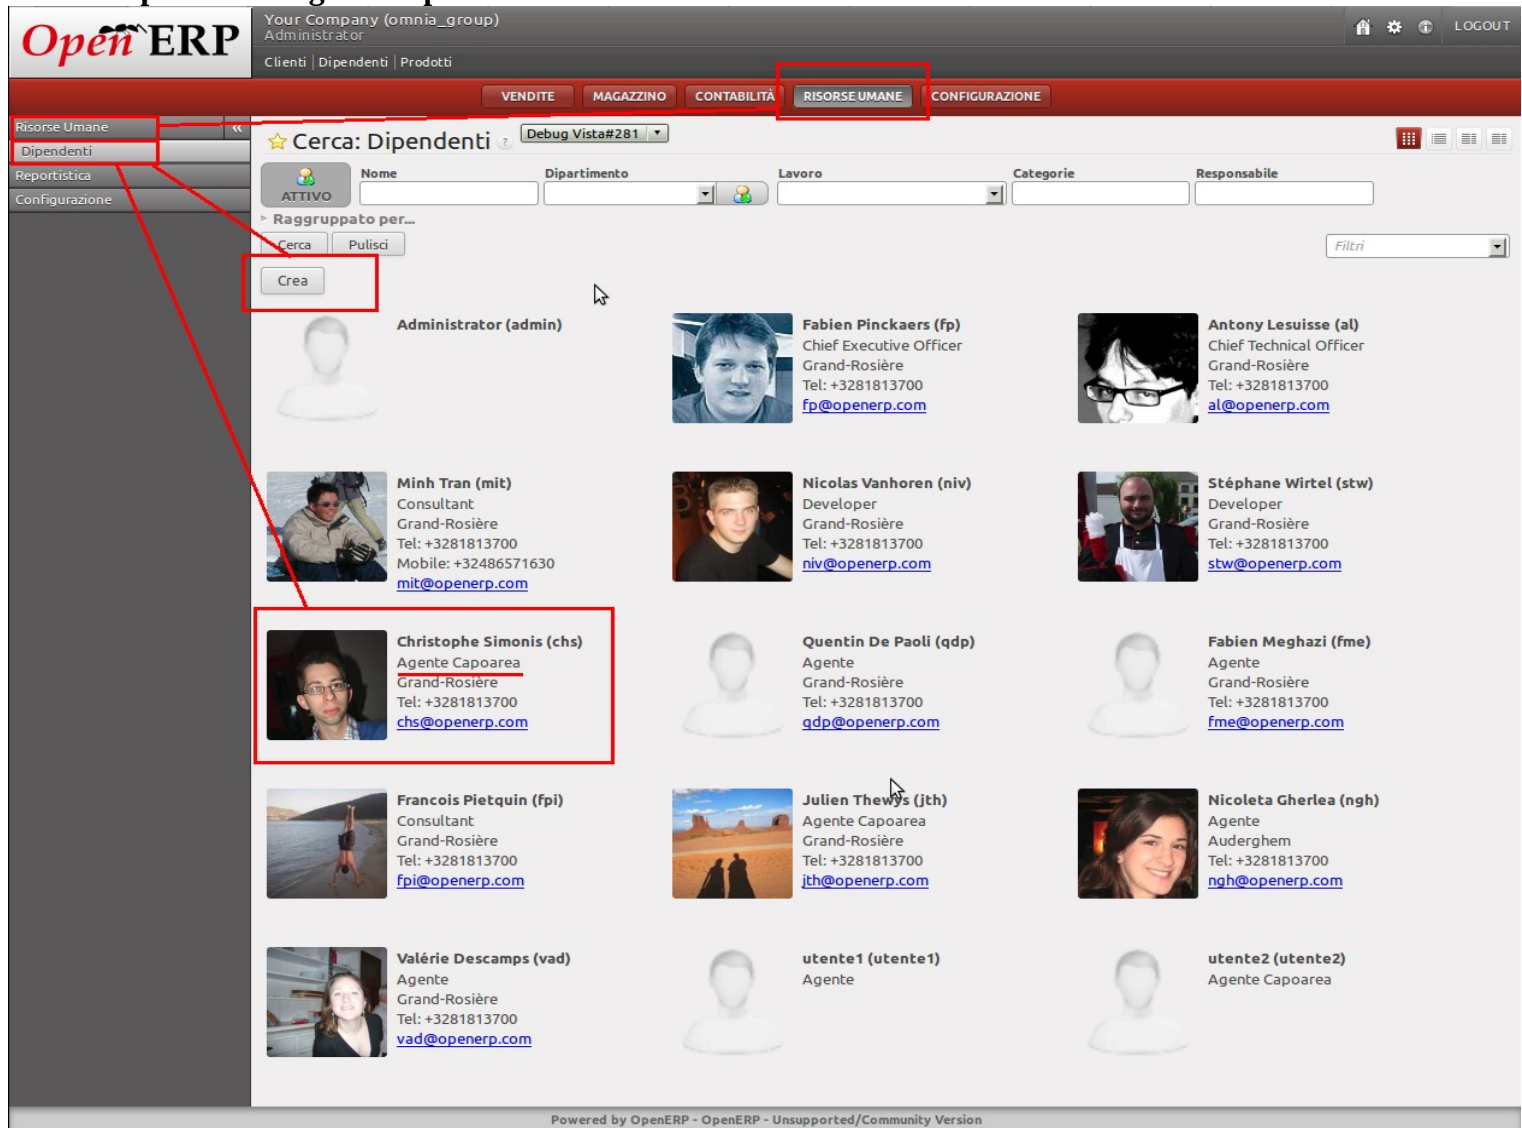 Open ERP
Your Company (omnia_group)
Administrator
LOGOUT
Clienti | Dipendenti | Prodotti
VENDITE
MAGAZZINO
CONTABILITÀ
RISORSE UMANE
CONFIGURAZIONE
Risorse Umane
«
Dipendenti
Reportistica
Configurazione
Cerca: Dipendenti ?
Debug Vista#281
ATTIVO
Nome
Dipartimento
Lavoro
Categorie
Responsabile
Raggruppato per...
Cerca
Pulisci
Filtri
Crea
Administrator (admin)
Fabien Pinckaers (fp)
Chief Executive Officer
Grand-Rosière
Tel: +3281813700
fp@openerp.com
Antony Lesuisse (al)
Chief Technical Officer
Grand-Rosière
Tel: +3281813700
al@openerp.com
Minh Tran (mit)
Consultant
Grand-Rosière
Tel: +3281813700
Mobile: +32486571630
mit@openerp.com
Nicolas Vanhoren (niv)
Developer
Grand-Rosière
Tel: +3281813700
niv@openerp.com
Stéphane Wirtel (stw)
Developer
Grand-Rosière
Tel: +3281813700
stw@openerp.com
Christophe Simonis (chs)
Agente Capoarea
Grand-Rosière
Tel: +3281813700
chs@openerp.com
Quentin De Paoli (qdp)
Agente
Grand-Rosière
Tel: +3281813700
qdp@openerp.com
Fabien Meghazi (fme)
Agente
Grand-Rosière
Tel: +3281813700
fme@openerp.com
Francois Pietquin (fpi)
Consultant
Grand-Rosière
Tel: +3281813700
fpi@openerp.com
Julien Thewys (jth)
Agente Capoarea
Grand-Rosière
Tel: +3281813700
jth@openerp.com
Nicoleta Gherlea (ngh)
Agente
Auderghem
Tel: +3281813700
ngh@openerp.com
Valérie Descamps (vad)
Agente
Grand-Rosière
Tel: +3281813700
vad@openerp.com
utente1 (utente1)
Agente
utente2 (utente2)
Agente Capoarea
Powered by OpenERP - OpenERP - Unsupported/Community Version